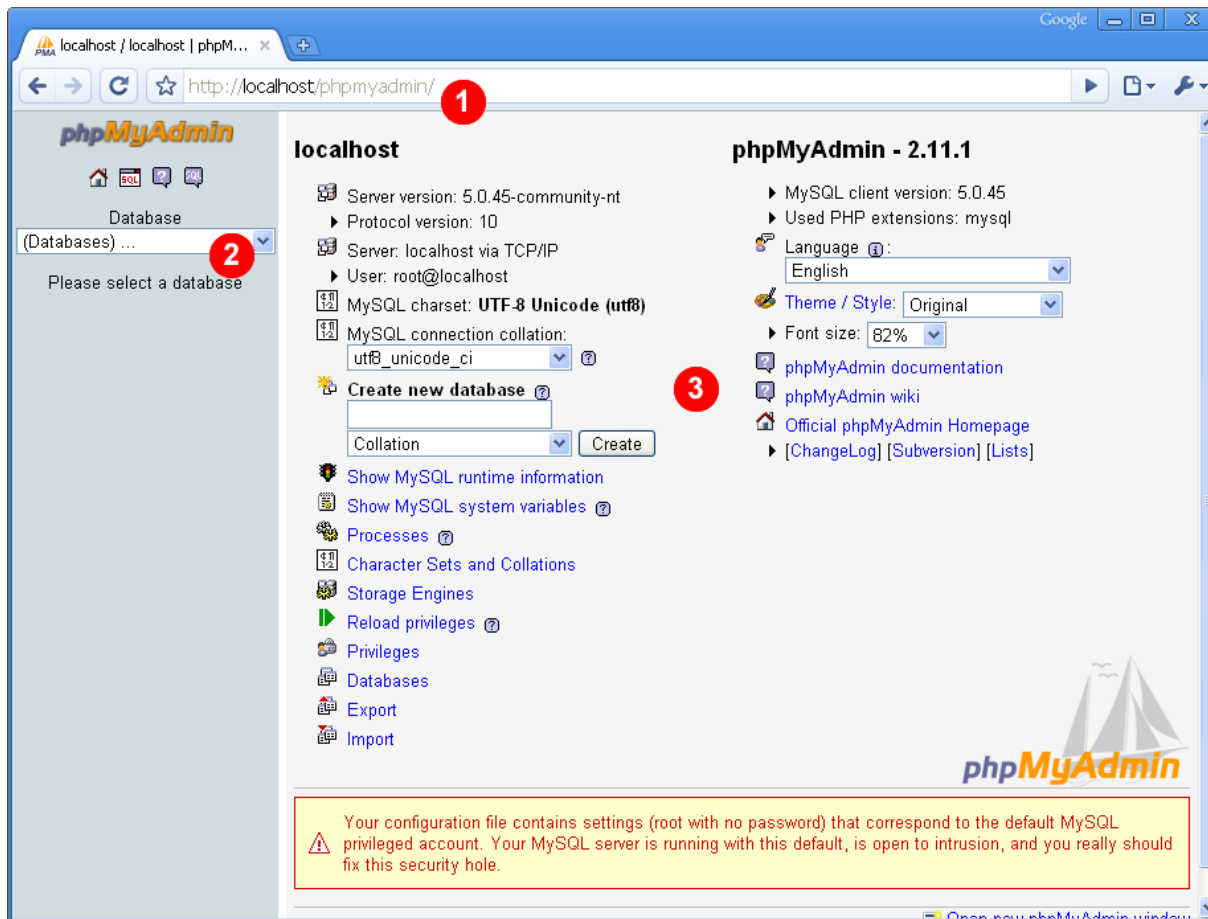 Google
PMA localhost / localhost | phpM...
http://localhost/phpmyadmin/
1
phpMyAdmin
SQL SQL
Database
(Databases) ...
2
Please select a database
localhost
Server version: 5.0.45-community-nt
Protocol version: 10
Server: localhost via TCP/IP
User: root@localhost
MySQL charset: UTF-8 Unicode (utf8)
MySQL connection collation:
utf8_unicode_ci
Create new database
Collation
Create
Show MySQL runtime information
Show MySQL system variables
Processes
Character Sets and Collations
Storage Engines
Reload privileges
Privileges
Databases
Export
Import
3
phpMyAdmin - 2.11.1
MySQL client version: 5.0.45
Used PHP extensions: mysql
Language :
English
Theme / Style: Original
Font size: 82%
phpMyAdmin documentation
phpMyAdmin wiki
Official phpMyAdmin Homepage
[ChangeLog] [Subversion] [Lists]
phpMyAdmin
Your configuration file contains settings (root with no password) that correspond to the default MySQL
privileged account. Your MySQL server is running with this default, is open to intrusion, and you really should
fix this security hole.
Open new phpMyAdmin window